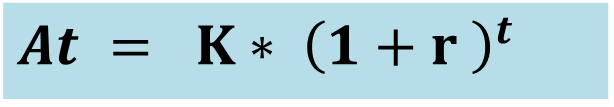 At = K* (1 + r )^t